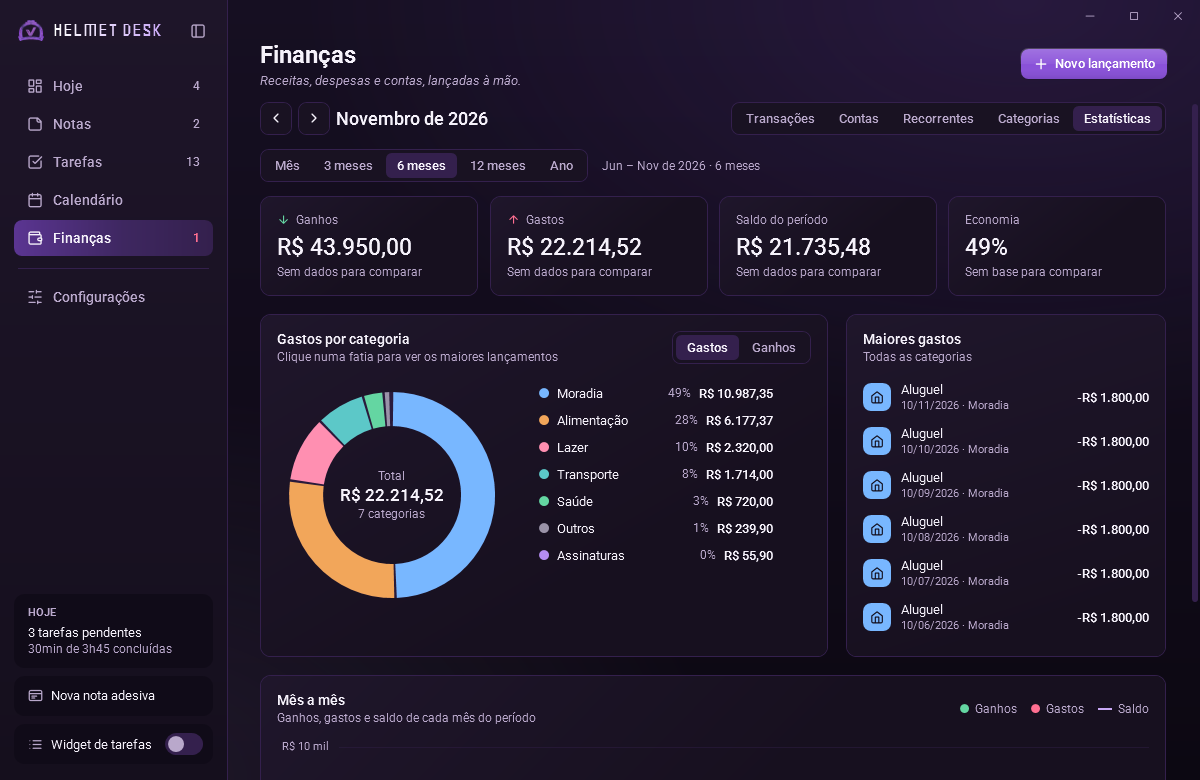 HELMET DESK
Hoje 4
Notas 2
Tarefas 13
Calendário
Finanças 1
Configurações
HOJE
3 tarefas pendentes
30min de 3h45 concluídas
Nova nota adesiva
Widget de tarefas
Finanças
Receitas, despesas e contas, lançadas à mão.
Novo lançamento
Novembro de 2026
Transações Contas Recorrentes Categorias Estatísticas
Mês 3 meses 6 meses 12 meses Ano Jun – Nov de 2026 · 6 meses
Ganhos
R$ 43.950,00
Sem dados para comparar
Gastos
R$ 22.214,52
Sem dados para comparar
Saldo do período
R$ 21.735,48
Sem dados para comparar
Economia
49%
Sem base para comparar
Gastos por categoria
Clique numa fatia para ver os maiores lançamentos
Gastos Ganhos
Total
R$ 22.214,52
7 categorias
Moradia 49% R$ 10.987,35
Alimentação 28% R$ 6.177,37
Lazer 10% R$ 2.320,00
Transporte 8% R$ 1.714,00
Saúde 3% R$ 720,00
Outros 1% R$ 239,90
Assinaturas 0% R$ 55,90
Maiores gastos
Todas as categorias
Aluguel
10/11/2026 · Moradia
-R$ 1.800,00
Aluguel
10/10/2026 · Moradia
-R$ 1.800,00
Aluguel
10/09/2026 · Moradia
-R$ 1.800,00
Aluguel
10/08/2026 · Moradia
-R$ 1.800,00
Aluguel
10/07/2026 · Moradia
-R$ 1.800,00
Aluguel
10/06/2026 · Moradia
-R$ 1.800,00
Mês a mês
Ganhos, gastos e saldo de cada mês do período
Ganhos Gastos Saldo
R$ 10 mil